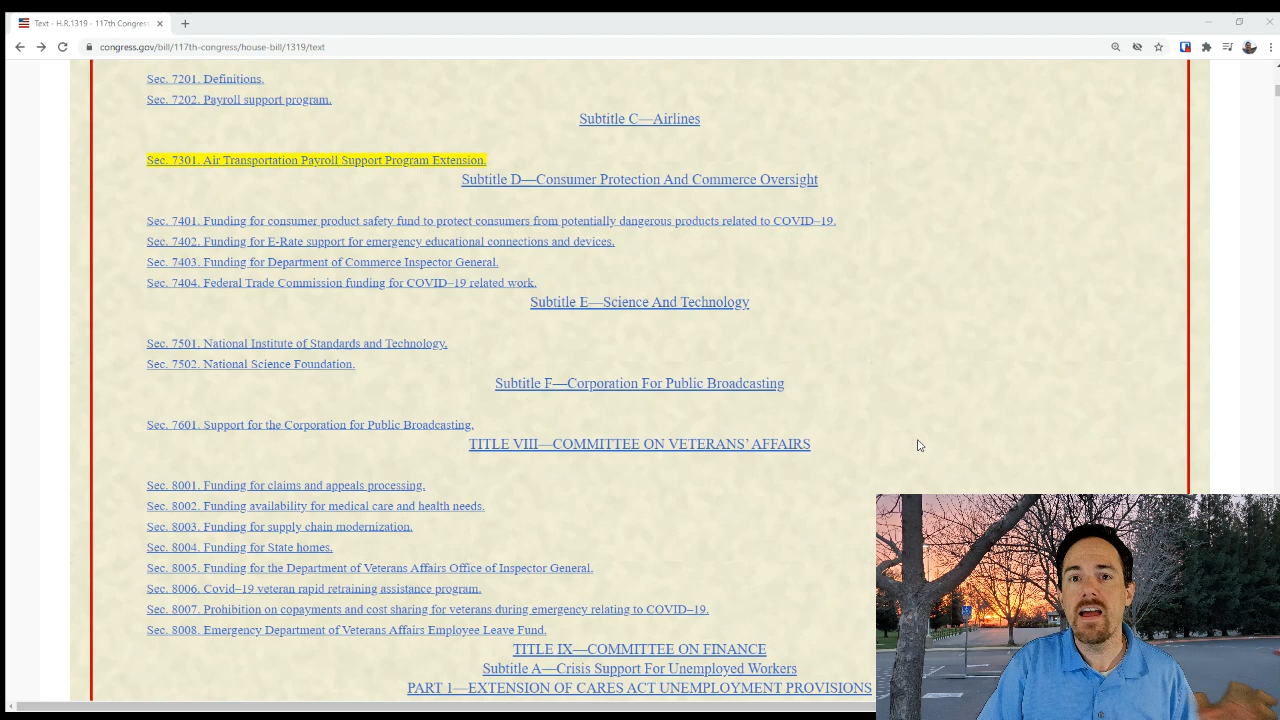 Text - H.R.1319 - 117th Congress
congress.gov/bill/117th-congress/house-bill/1319/text
Sec. 7201. Definitions.
Sec. 7202. Payroll support program.
Subtitle C—Airlines
Sec. 7301. Air Transportation Payroll Support Program Extension.
Subtitle D—Consumer Protection And Commerce Oversight
Sec. 7401. Funding for consumer product safety fund to protect consumers from potentially dangerous products related to COVID–19.
Sec. 7402. Funding for E-Rate support for emergency educational connections and devices.
Sec. 7403. Funding for Department of Commerce Inspector General.
Sec. 7404. Federal Trade Commission funding for COVID–19 related work.
Subtitle E—Science And Technology
Sec. 7501. National Institute of Standards and Technology.
Sec. 7502. National Science Foundation.
Subtitle F—Corporation For Public Broadcasting
Sec. 7601. Support for the Corporation for Public Broadcasting.
TITLE VIII—COMMITTEE ON VETERANS’ AFFAIRS
Sec. 8001. Funding for claims and appeals processing.
Sec. 8002. Funding availability for medical care and health needs.
Sec. 8003. Funding for supply chain modernization.
Sec. 8004. Funding for State homes.
Sec. 8005. Funding for the Department of Veterans Affairs Office of Inspector General.
Sec. 8006. Covid–19 veteran rapid retraining assistance program.
Sec. 8007. Prohibition on copayments and cost sharing for veterans during emergency relating to COVID–19.
Sec. 8008. Emergency Department of Veterans Affairs Employee Leave Fund.
TITLE IX—COMMITTEE ON FINANCE
Subtitle A—Crisis Support For Unemployed Workers
PART 1—EXTENSION OF CARES ACT UNEMPLOYMENT PROVISIONS